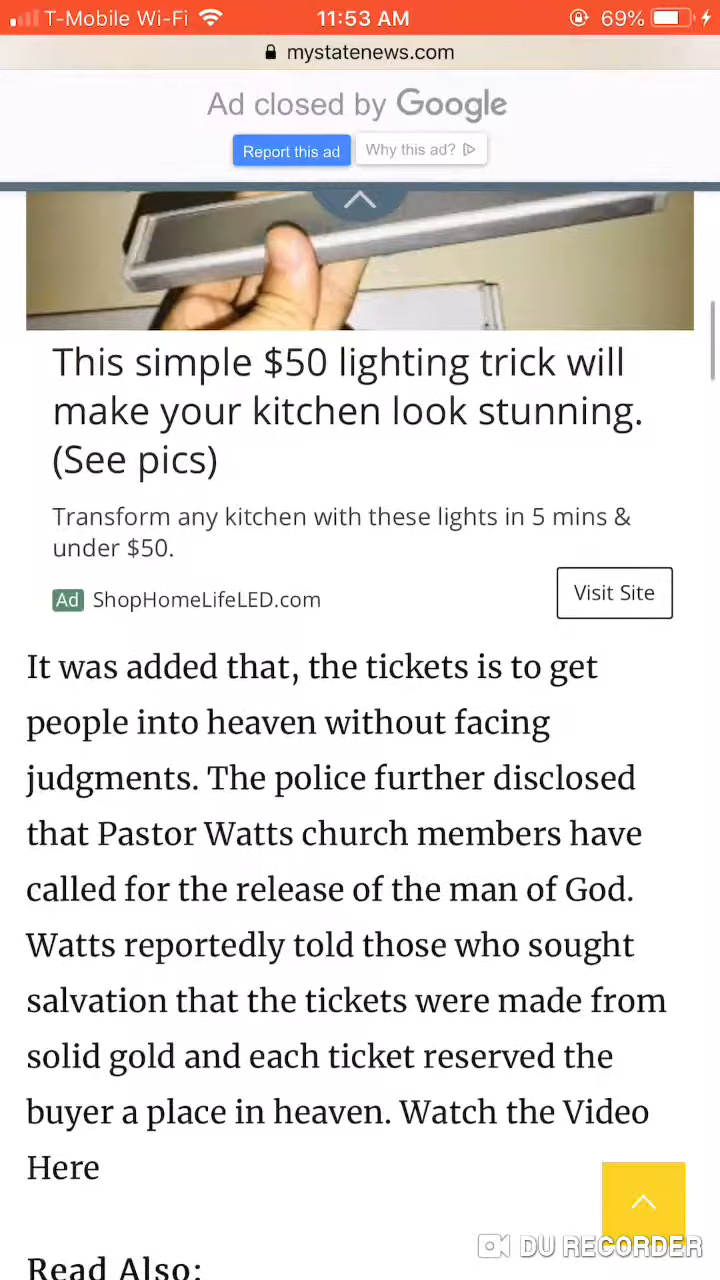 T-Mobile Wi-Fi 11:53 AM 69%
mystatenews.com
Ad closed by Google
Report this ad Why this ad?
This simple $50 lighting trick will
make your kitchen look stunning.
(See pics)
Transform any kitchen with these lights in 5 mins &
under $50.
Ad ShopHomeLifeLED.com Visit Site
It was added that, the tickets is to get
people into heaven without facing
judgments. The police further disclosed
that Pastor Watts church members have
called for the release of the man of God.
Watts reportedly told those who sought
salvation that the tickets were made from
solid gold and each ticket reserved the
buyer a place in heaven. Watch the Video
Here
DU RECORDER
Read Also: